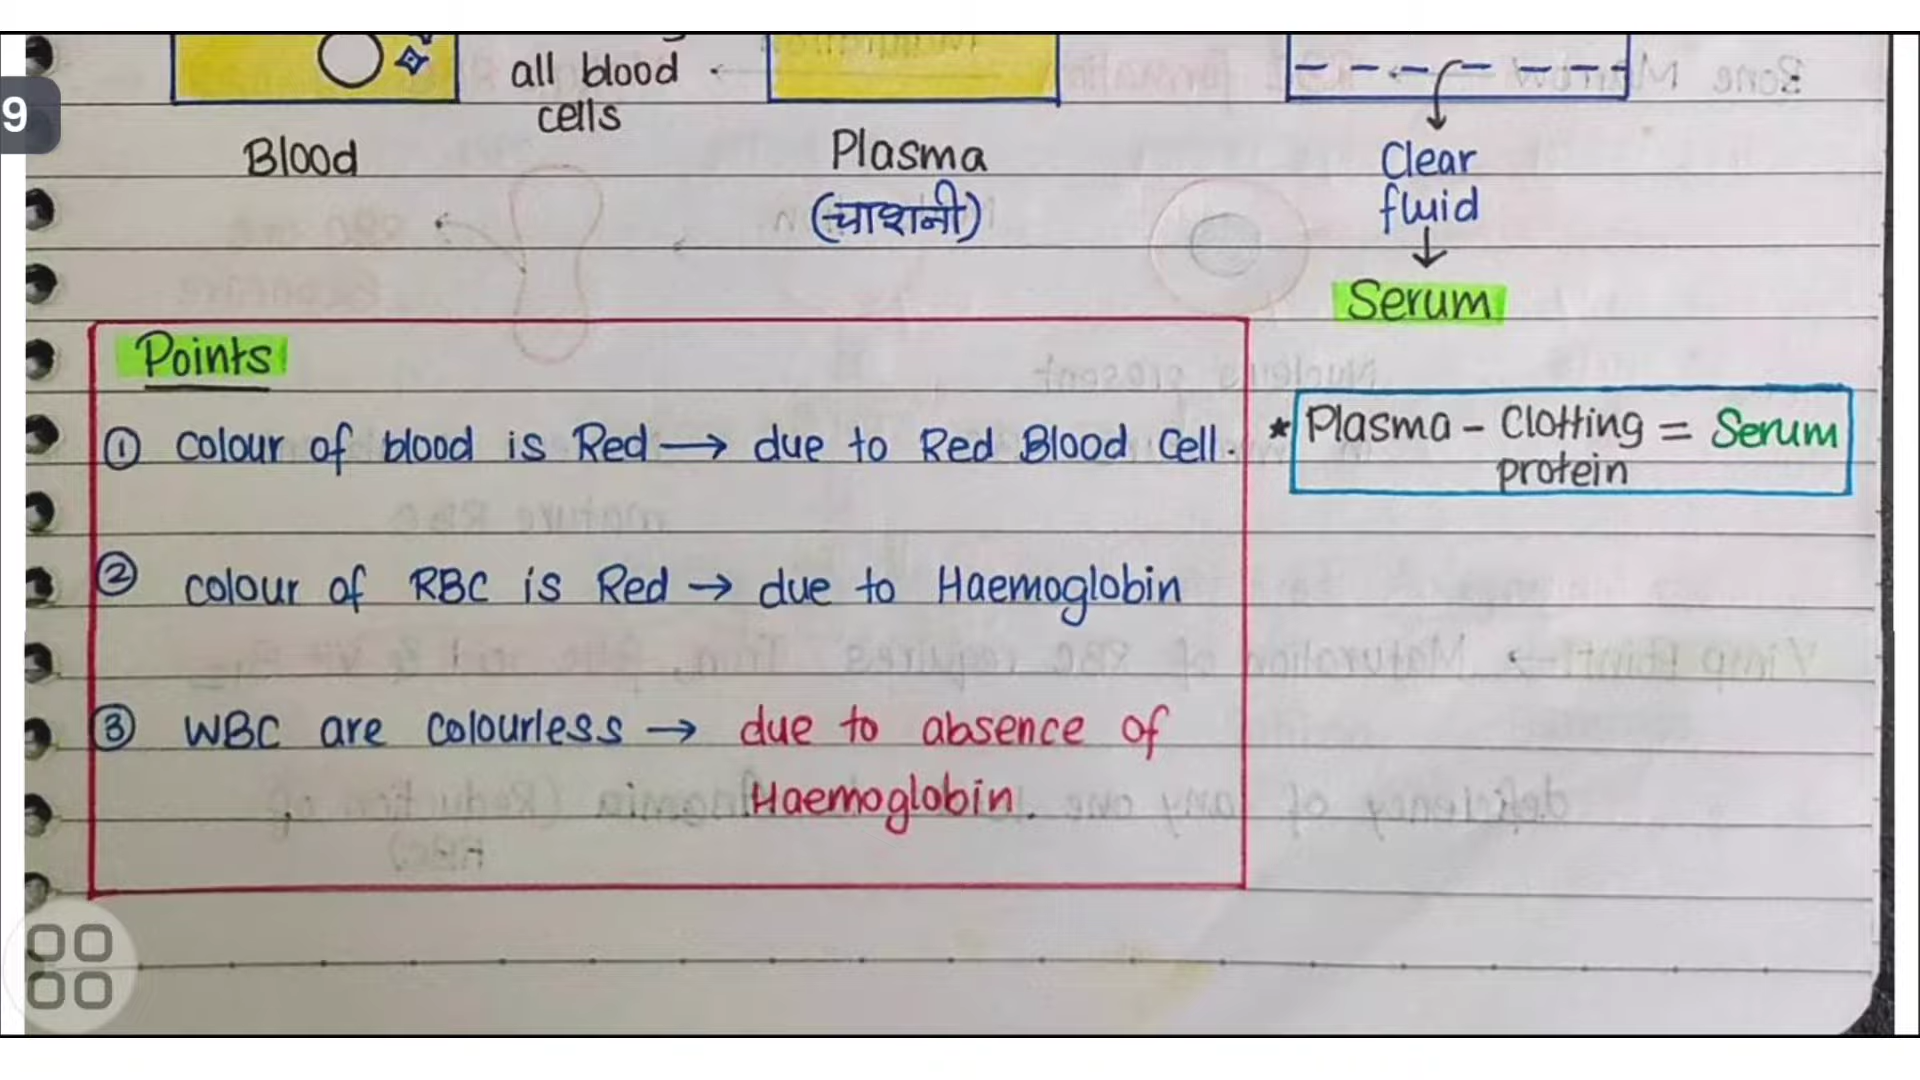 9
all blood
cells
Blood
Plasma
(चाशनी)
Clear
fluid
Serum
Points
① colour of blood is Red → due to Red Blood Cell.
* Plasma - Clotting = Serum
protein
② colour of RBC is Red → due to Haemoglobin
③ WBC are colourless → due to absence of
Haemoglobin.